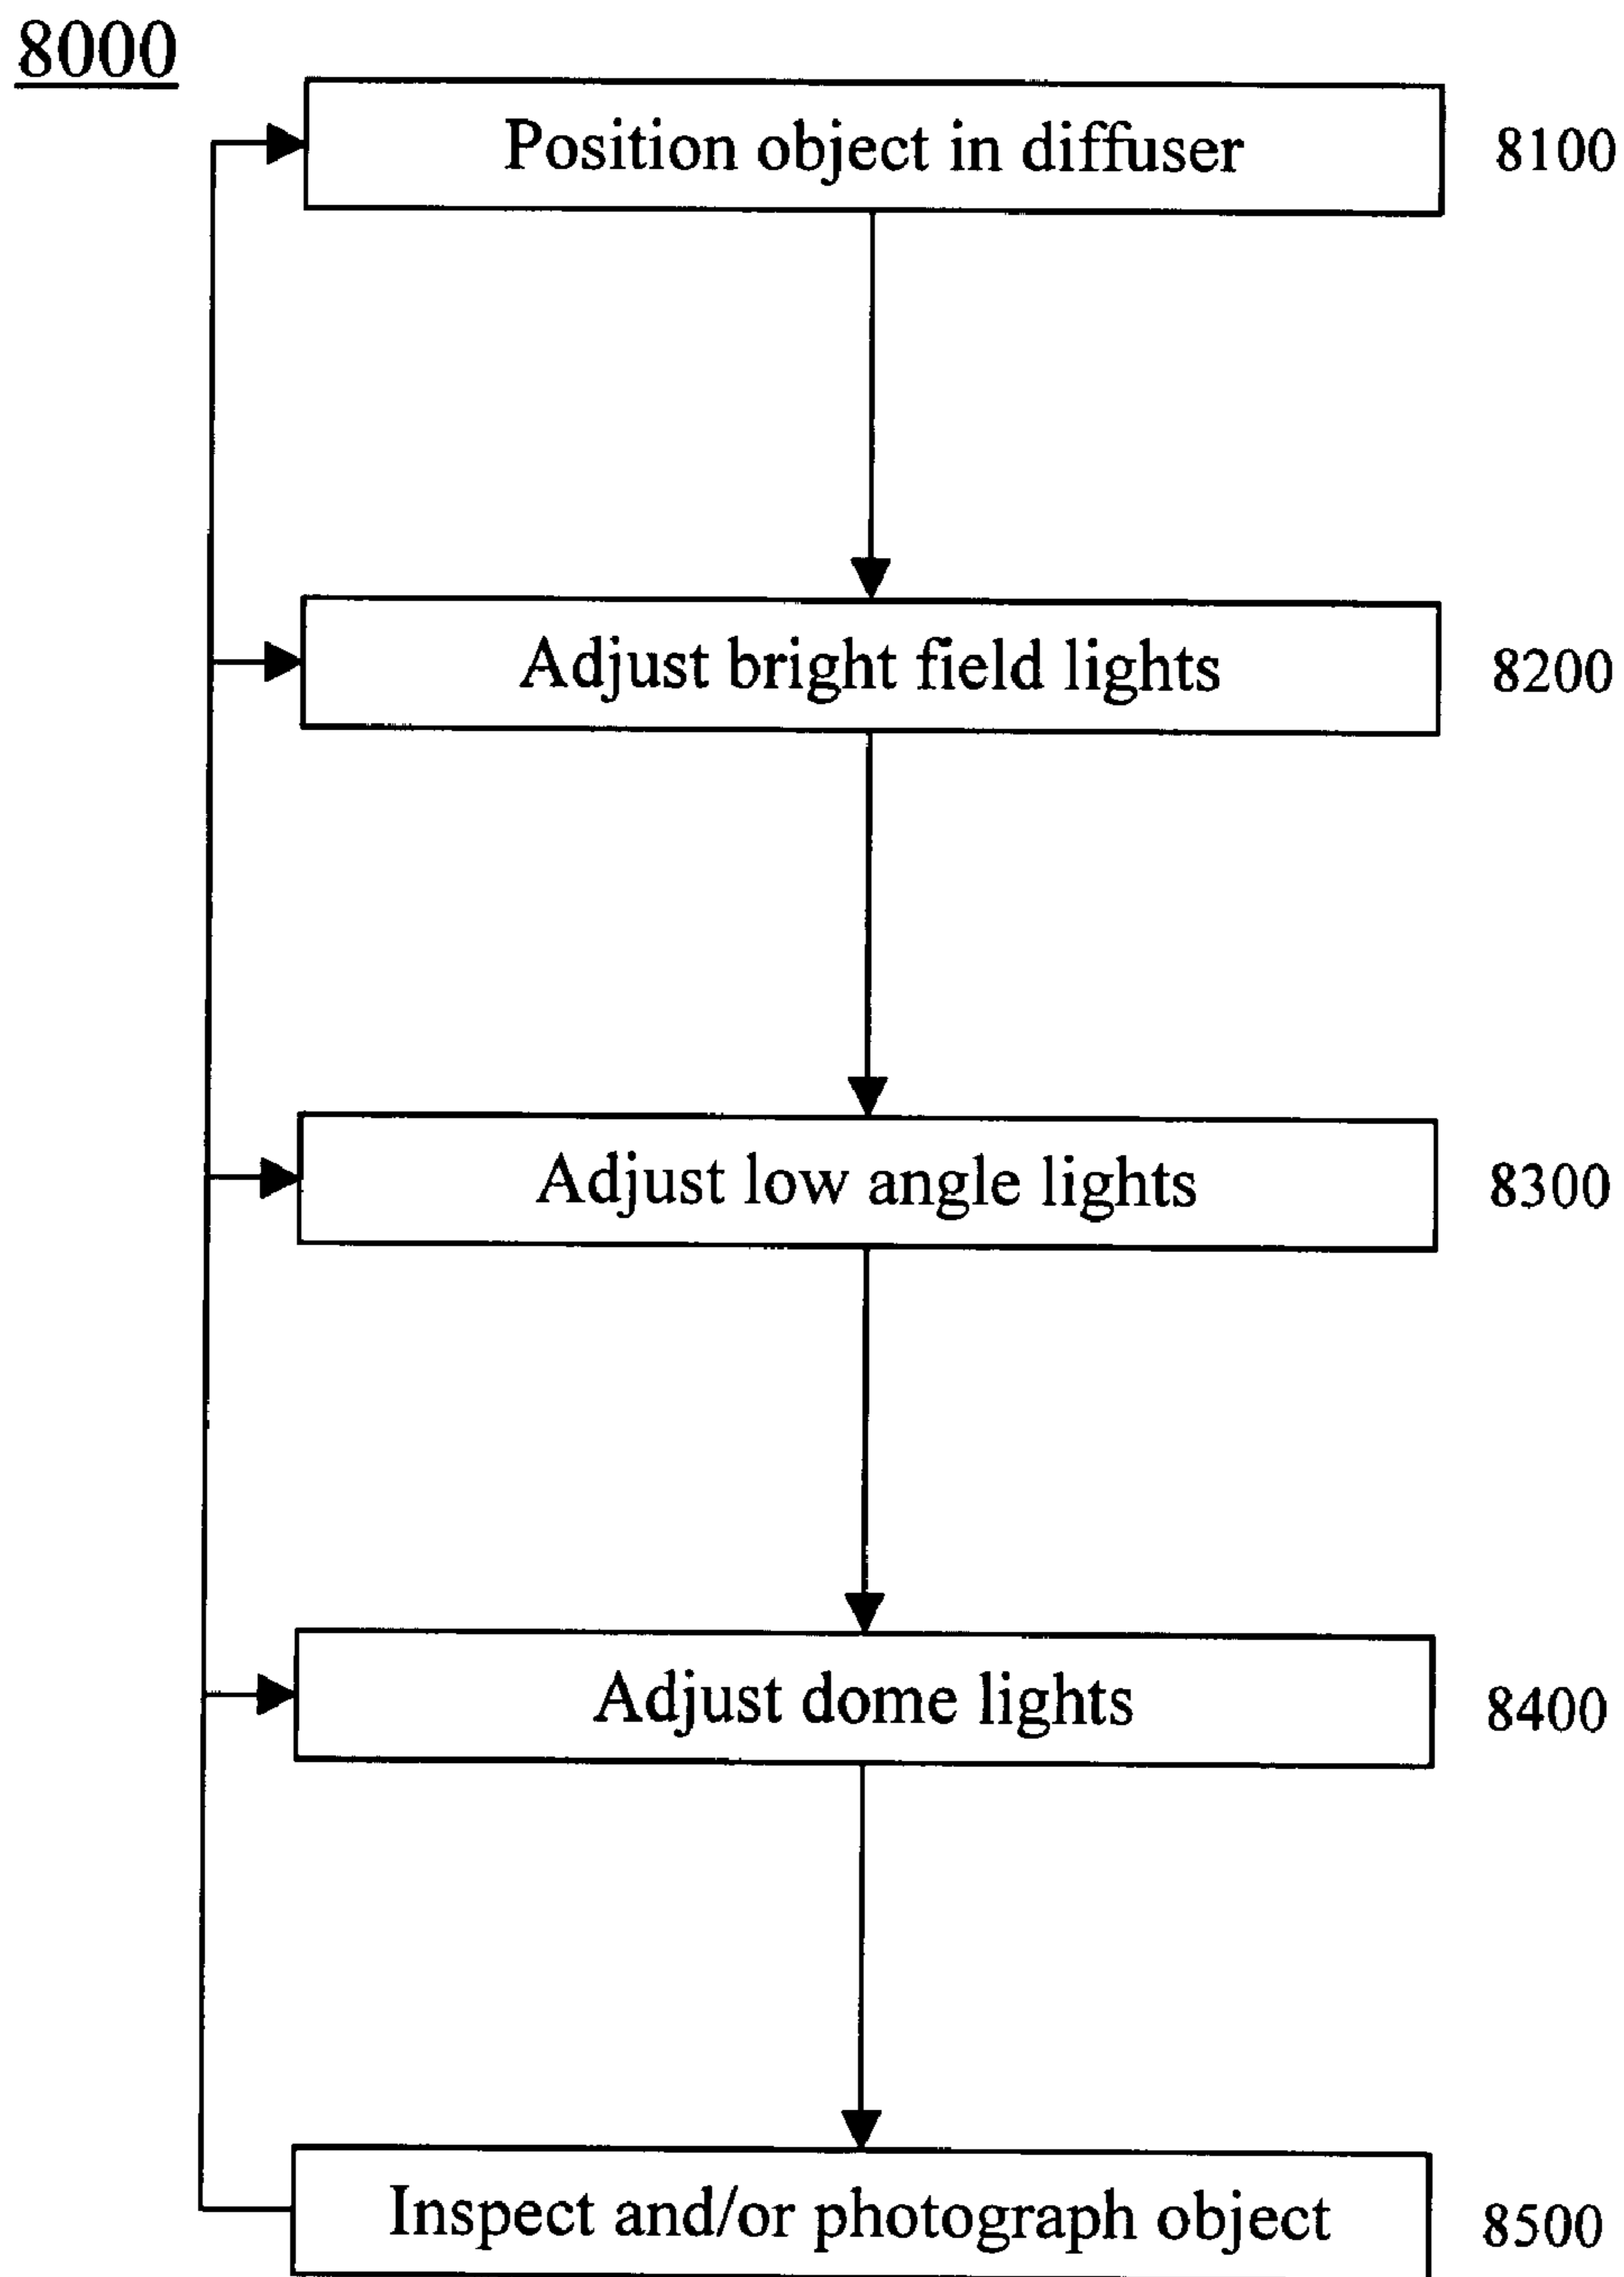 8000
Position object in diffuser 8100
Adjust bright field lights 8200
Adjust low angle lights 8300
Adjust dome lights 8400
Inspect and/or photograph object 8500